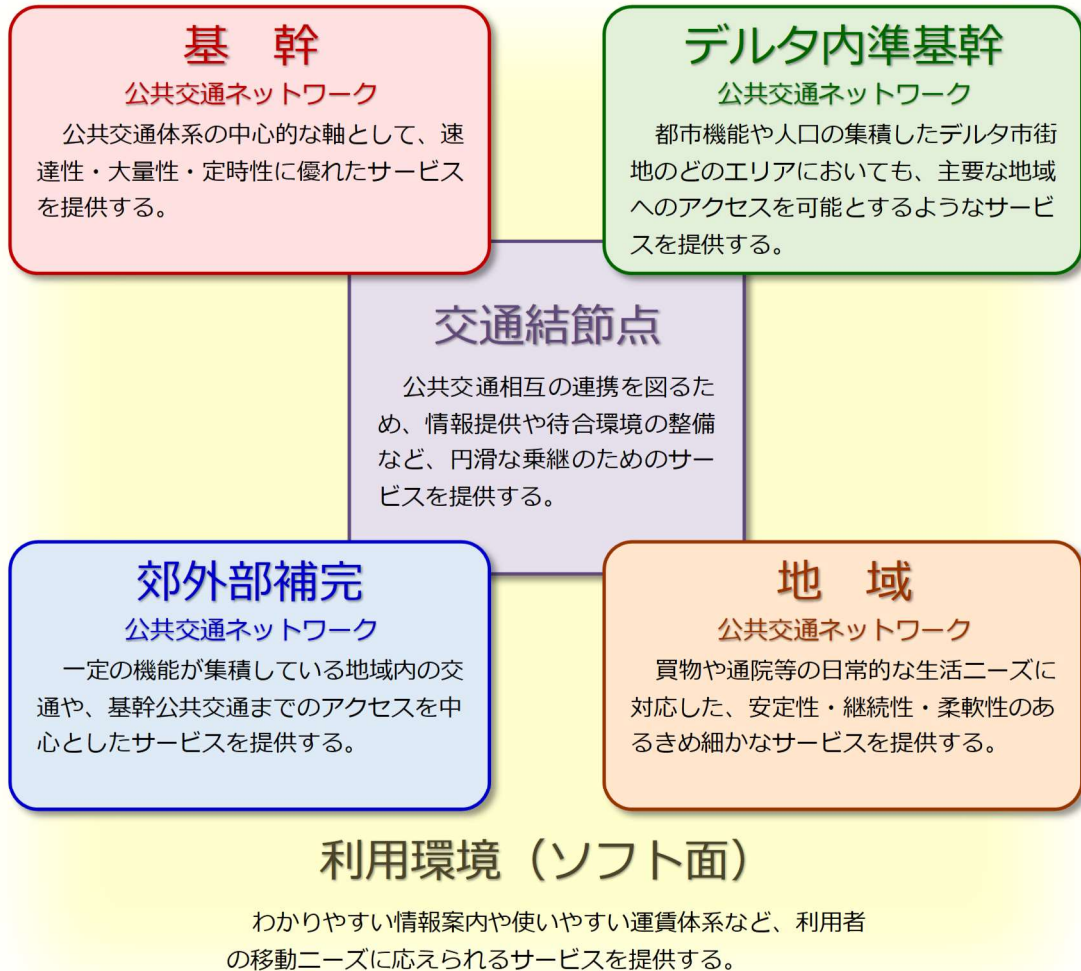 基　幹
公共交通ネットワーク
　公共交通体系の中心的な軸として、速
達性・大量性・定時性に優れたサービス
を提供する。
デルタ内準基幹
公共交通ネットワーク
　都市機能や人口の集積したデルタ市街
地のどのエリアにおいても、主要な地域
へのアクセスを可能とするようなサービ
スを提供する。
交通結節点
　公共交通相互の連携を図るた
め、情報提供や待合環境の整備
など、円滑な乗継のためのサー
ビスを提供する。
郊外部補完
公共交通ネットワーク
　一定の機能が集積している地域内の交
通や、基幹公共交通までのアクセスを中
心としたサービスを提供する。
地　域
公共交通ネットワーク
　買物や通院等の日常的な生活ニーズに
対応した、安定性・継続性・柔軟性のあ
るきめ細かなサービスを提供する。
利用環境（ソフト面）
　わかりやすい情報案内や使いやすい運賃体系など、利用者
の移動ニーズに応えられるサービスを提供する。